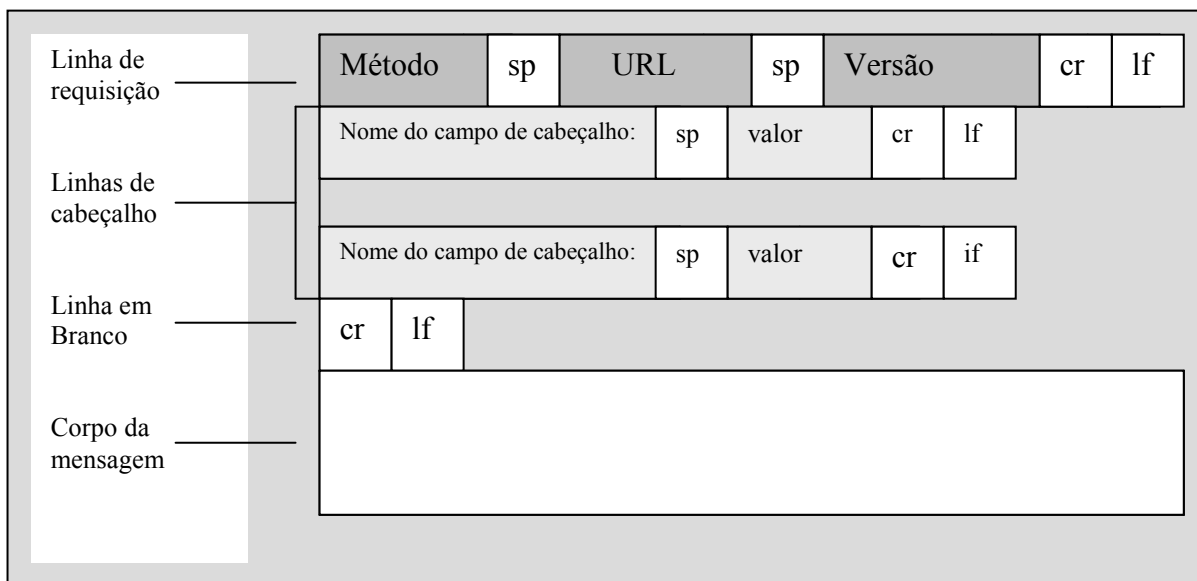 Linha de
requisição
Método sp URL sp Versão cr lf
Nome do campo de cabeçalho: sp valor cr lf
Linhas de
cabeçalho
Nome do campo de cabeçalho: sp valor cr if
Linha em
Branco
cr lf
Corpo da
mensagem